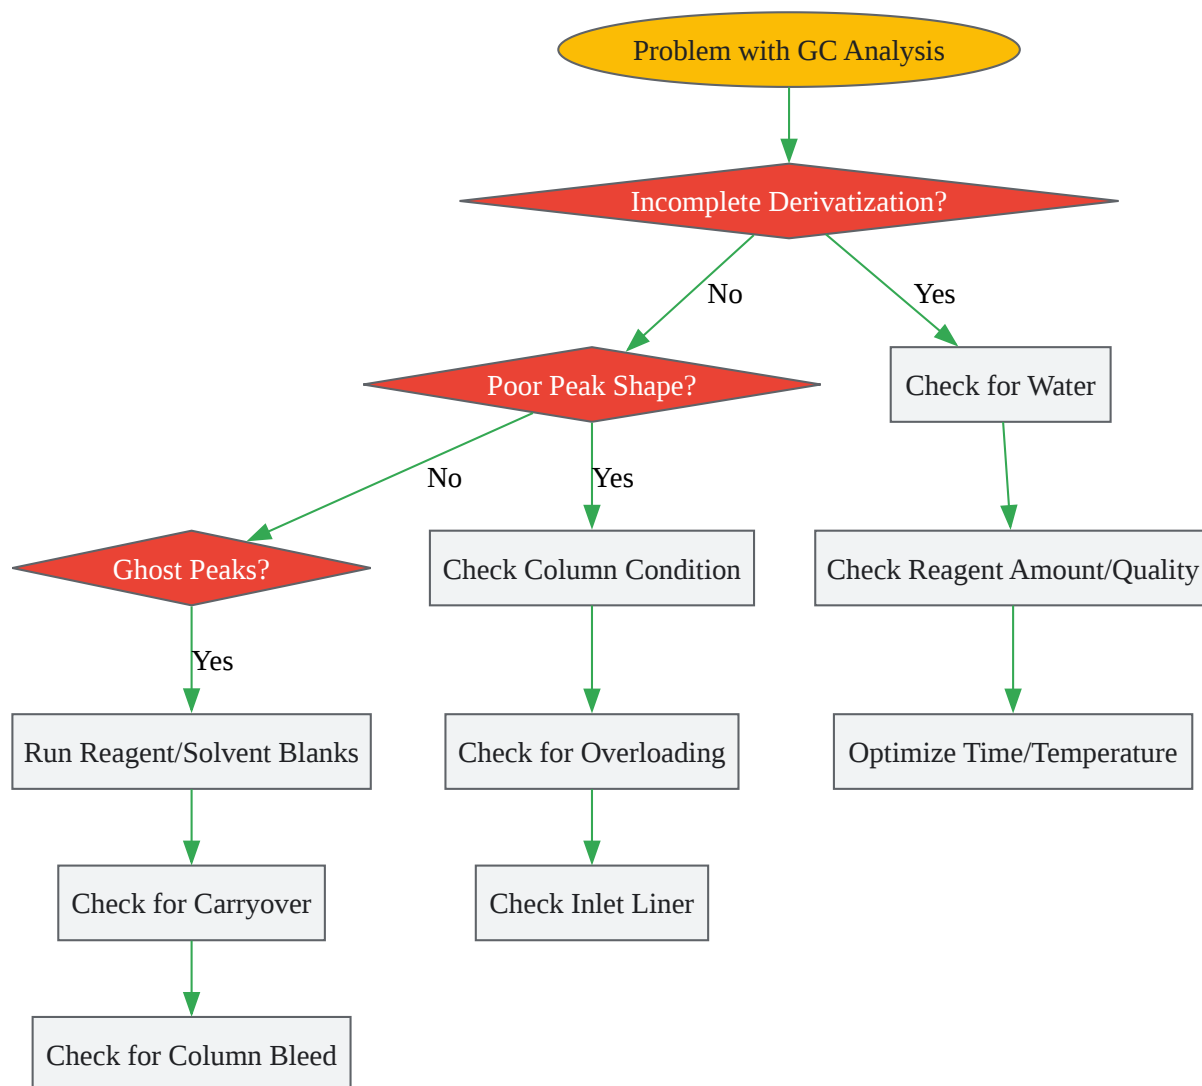 Problem with GC Analysis
Incomplete Derivatization?
No
Yes
Poor Peak Shape?
Check for Water
No
Yes
Ghost Peaks?
Check Column Condition
Check Reagent Amount/Quality
Yes
Run Reagent/Solvent Blanks
Check for Overloading
Optimize Time/Temperature
Check for Carryover
Check Inlet Liner
Check for Column Bleed